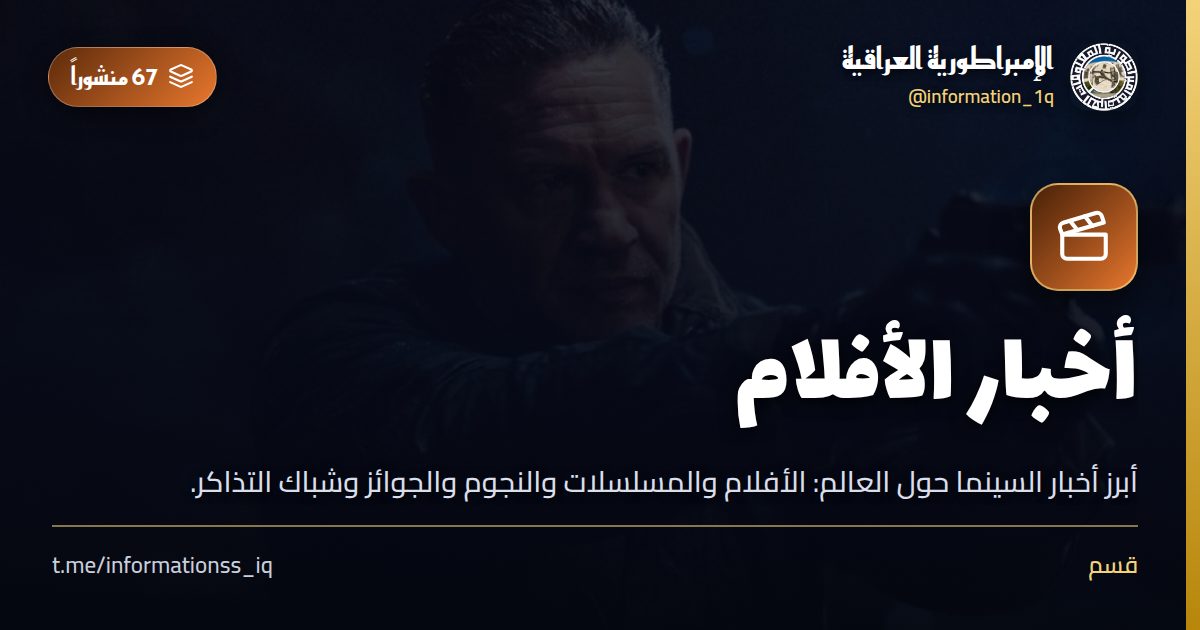 الإمبراطورية العراقية
@information_1q
67 منشوراً
أخبار الأفلام
أبرز أخبار السينما حول العالم: الأفلام والمسلسلات والنجوم والجوائز وشباك التذاكر.
قسم
t.me/informationss_iq